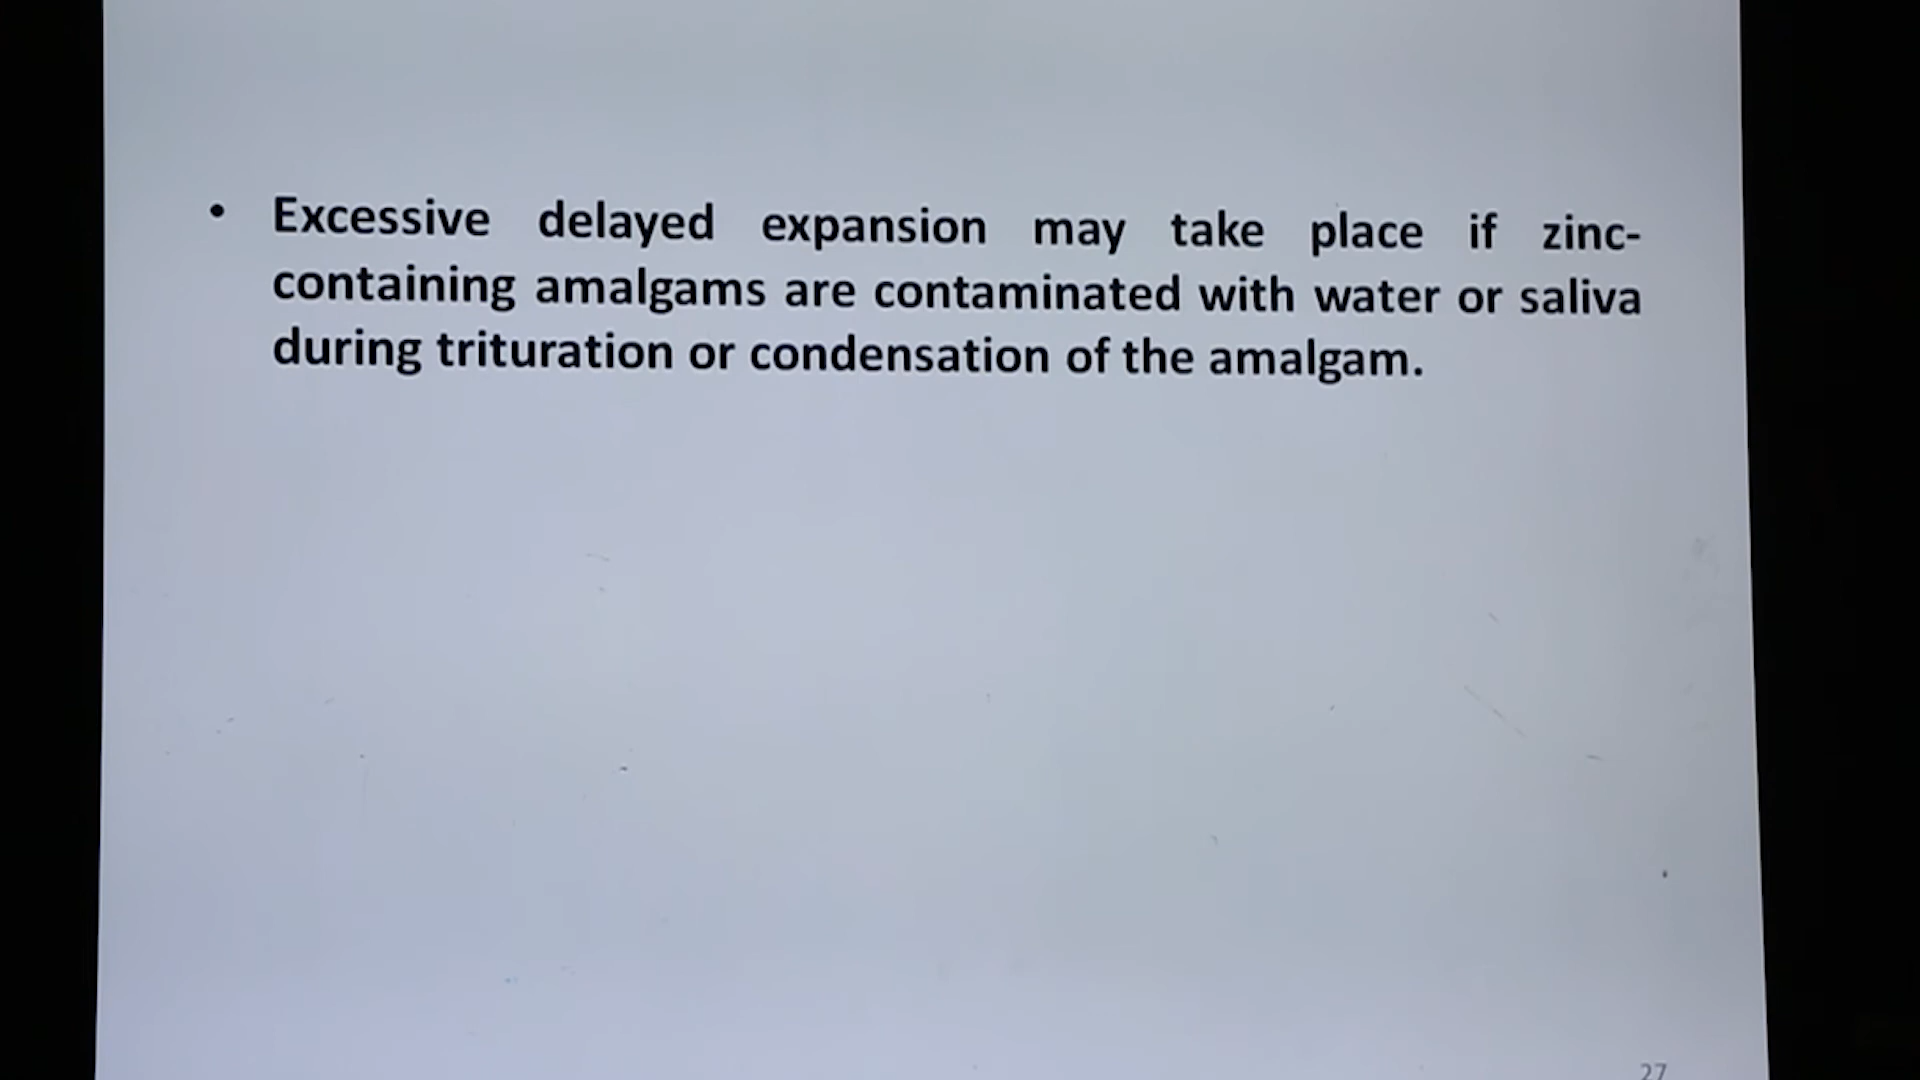 • Excessive delayed expansion may take place if zinc-
containing amalgams are contaminated with water or saliva
during trituration or condensation of the amalgam.
27